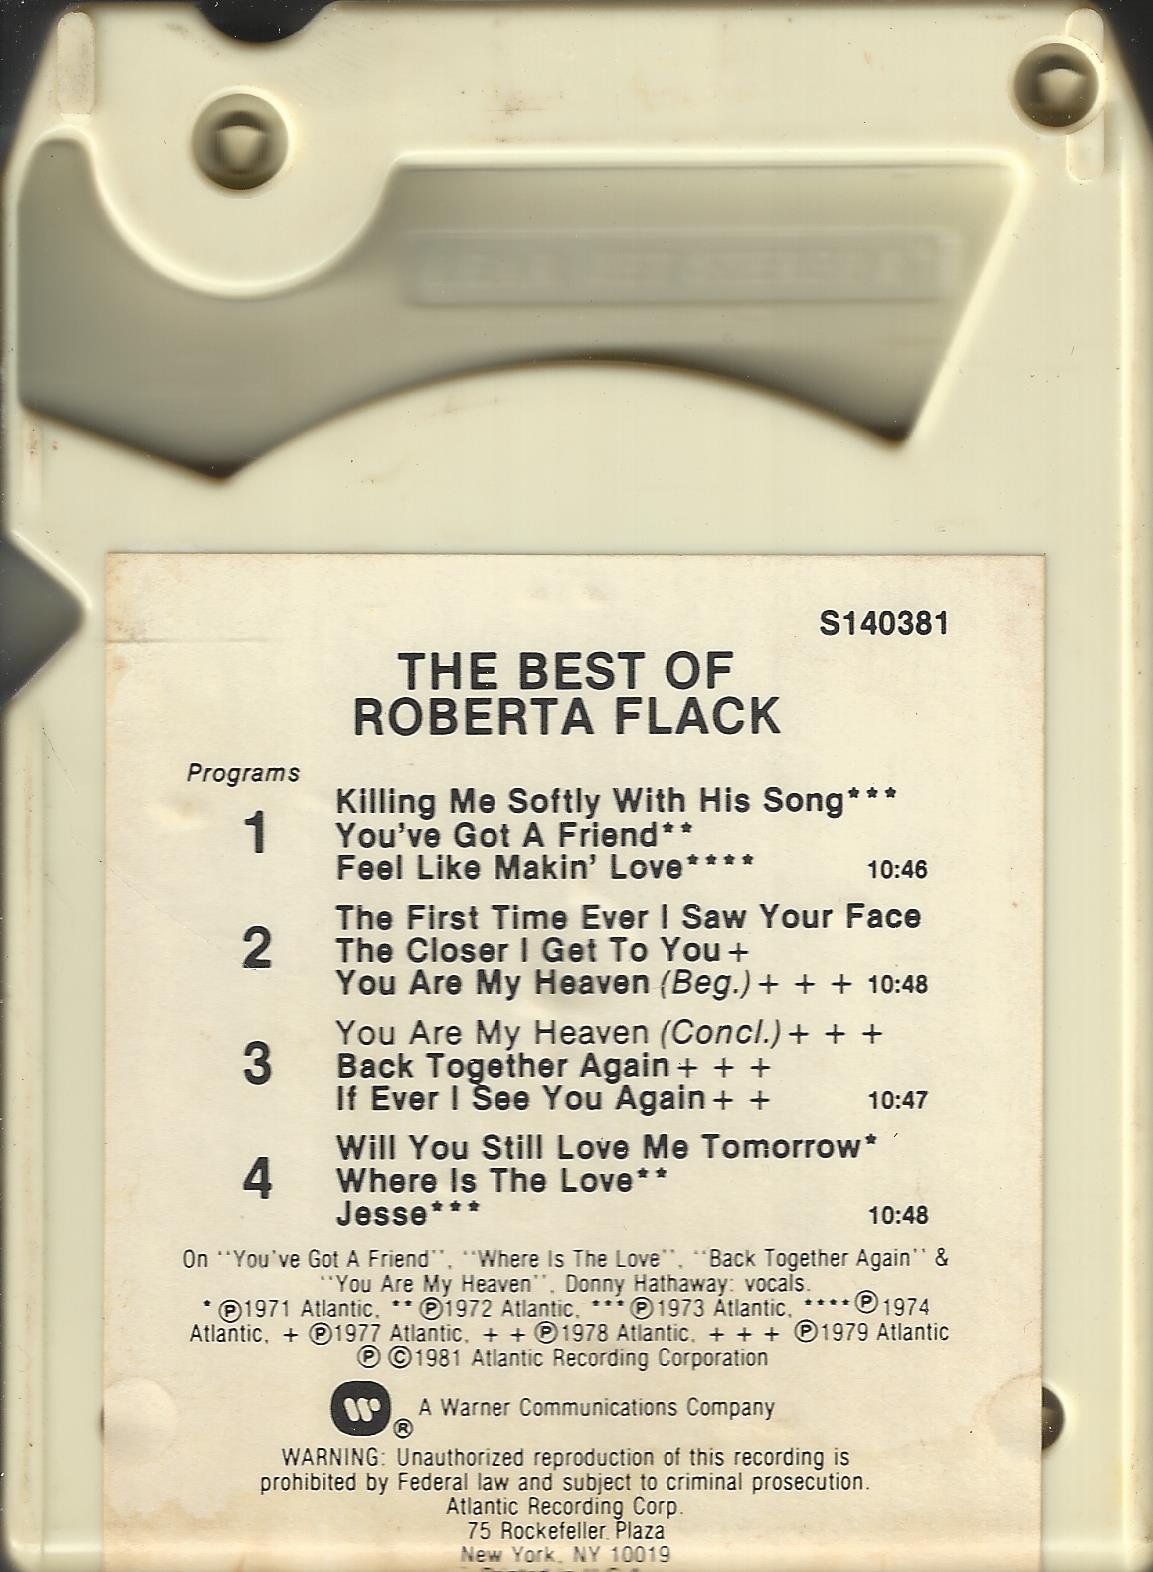 S140381
THE BEST OF
ROBERTA FLACK
Programs
1
Killing Me Softly With His Song***
You've Got A Friend**
Feel Like Makin' Love**** 10:46
2
The First Time Ever I Saw Your Face
The Closer I Get To You+
You Are My Heaven (Beg.)+ + + 10:48
3
You Are My Heaven (Concl.)+ + +
Back Together Again+ + +
If Ever I See You Again+ + 10:47
4
Will You Still Love Me Tomorrow*
Where Is The Love**
Jesse*** 10:48
On "You've Got A Friend", "Where Is The Love", "Back Together Again" &
"You Are My Heaven", Donny Hathaway: vocals.
* ℗1971 Atlantic, ** ℗1972 Atlantic, *** ℗1973 Atlantic, ****℗1974
Atlantic, + ℗1977 Atlantic, + + ℗1978 Atlantic, + + + ℗1979 Atlantic
℗ ©1981 Atlantic Recording Corporation
® A Warner Communications Company
WARNING: Unauthorized reproduction of this recording is
prohibited by Federal law and subject to criminal prosecution.
Atlantic Recording Corp.
75 Rockefeller Plaza
New York, NY 10019